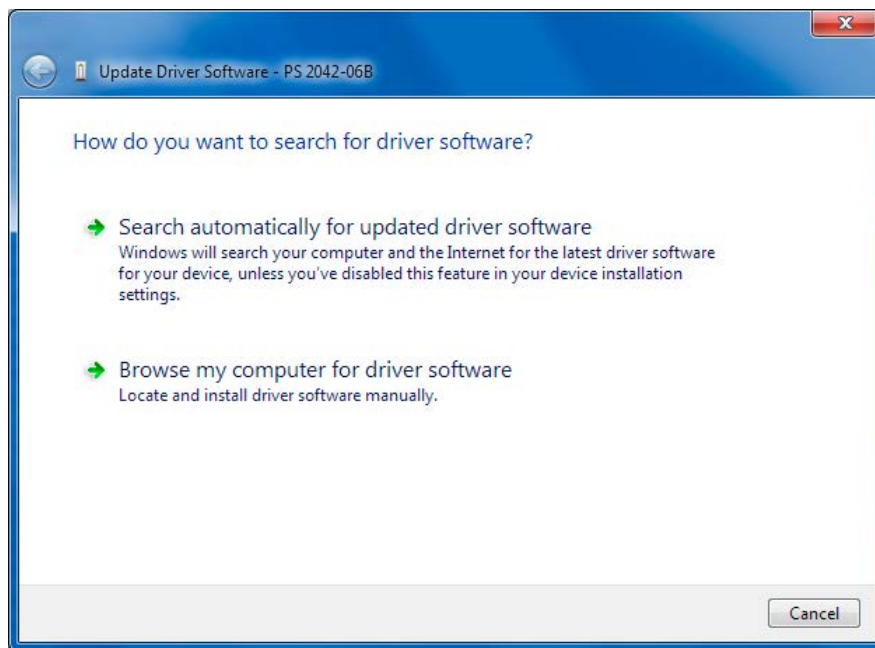 Update Driver Software - PS 2042-06B
How do you want to search for driver software?
Search automatically for updated driver software
Windows will search your computer and the Internet for the latest driver software
for your device, unless you've disabled this feature in your device installation
settings.
Browse my computer for driver software
Locate and install driver software manually.
Cancel